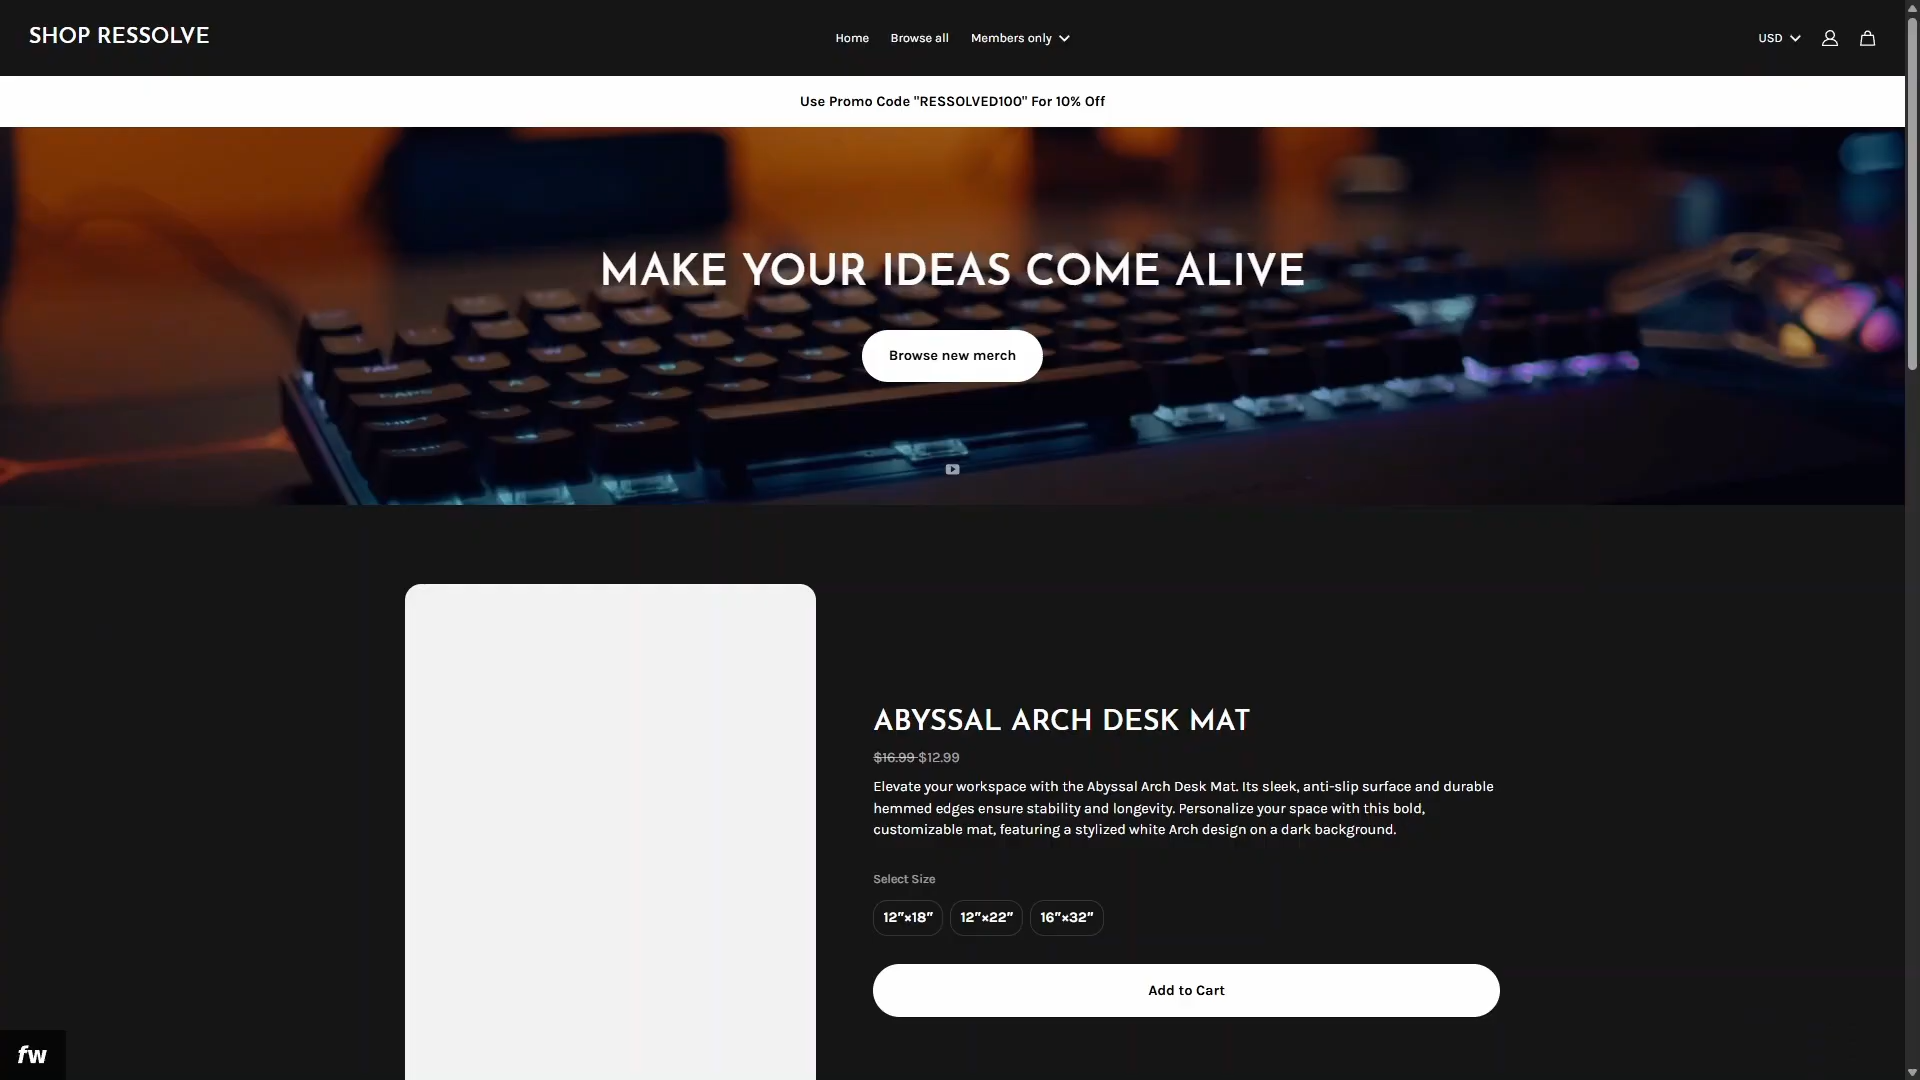 SHOP RESSOLVE
Home
Browse all
Members only
USD
Use Promo Code "RESSOLVED100" For 10% Off
MAKE YOUR IDEAS COME ALIVE
Browse new merch
ABYSSAL ARCH DESK MAT
$16.99 $12.99
Elevate your workspace with the Abyssal Arch Desk Mat. Its sleek, anti-slip surface and durable
hemmed edges ensure stability and longevity. Personalize your space with this bold,
customizable mat, featuring a stylized white Arch design on a dark background.
Select Size
12″×18″
12″×22″
16″×32″
Add to Cart
fw